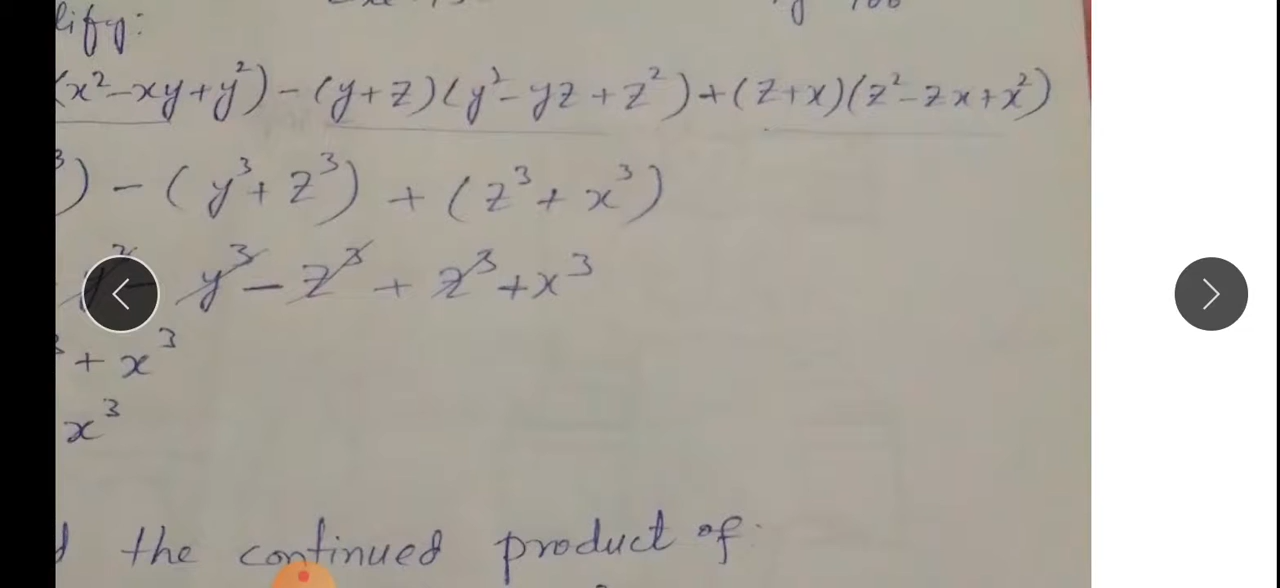 lify:
(x²-xy+y²) - (y+z)(y²-yz+z²) + (z+x)(z²-zx+x²)
³) - (y³+z³) + (z³+x³)
y³ - z³ + z³ + x³
+ x³
x³
the continued product of